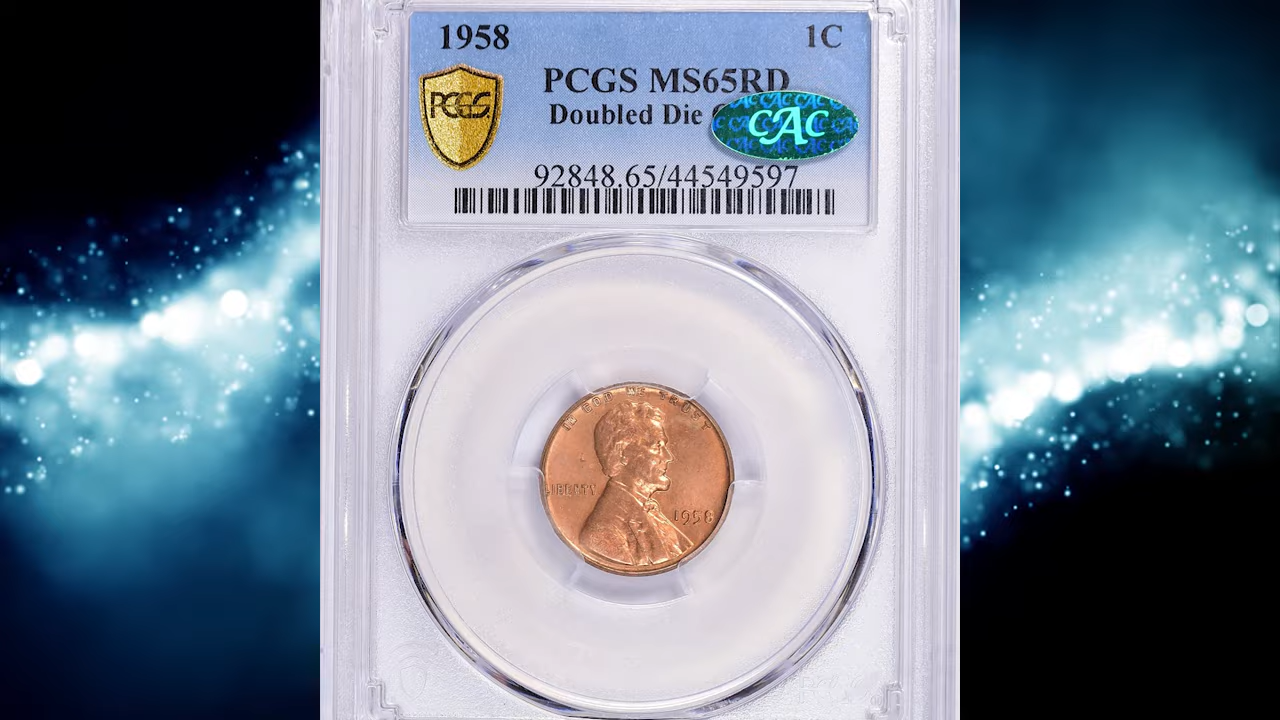 1958 1C
PCGS MS65RD
PCGS
Doubled Die
CAC
92848.65/44549597
IN GOD WE TRUST
LIBERTY
1958